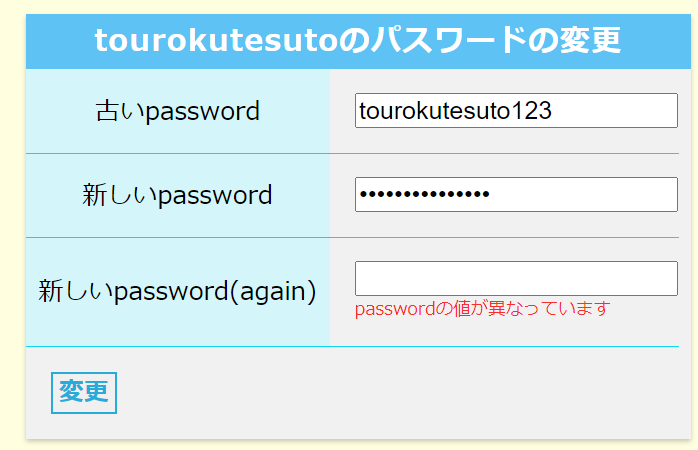 tourokutesutoのパスワードの変更
古いpassword
tourokutesuto123
新しいpassword
•••••••••••••••
新しいpassword(again)
passwordの値が異なっています
変更